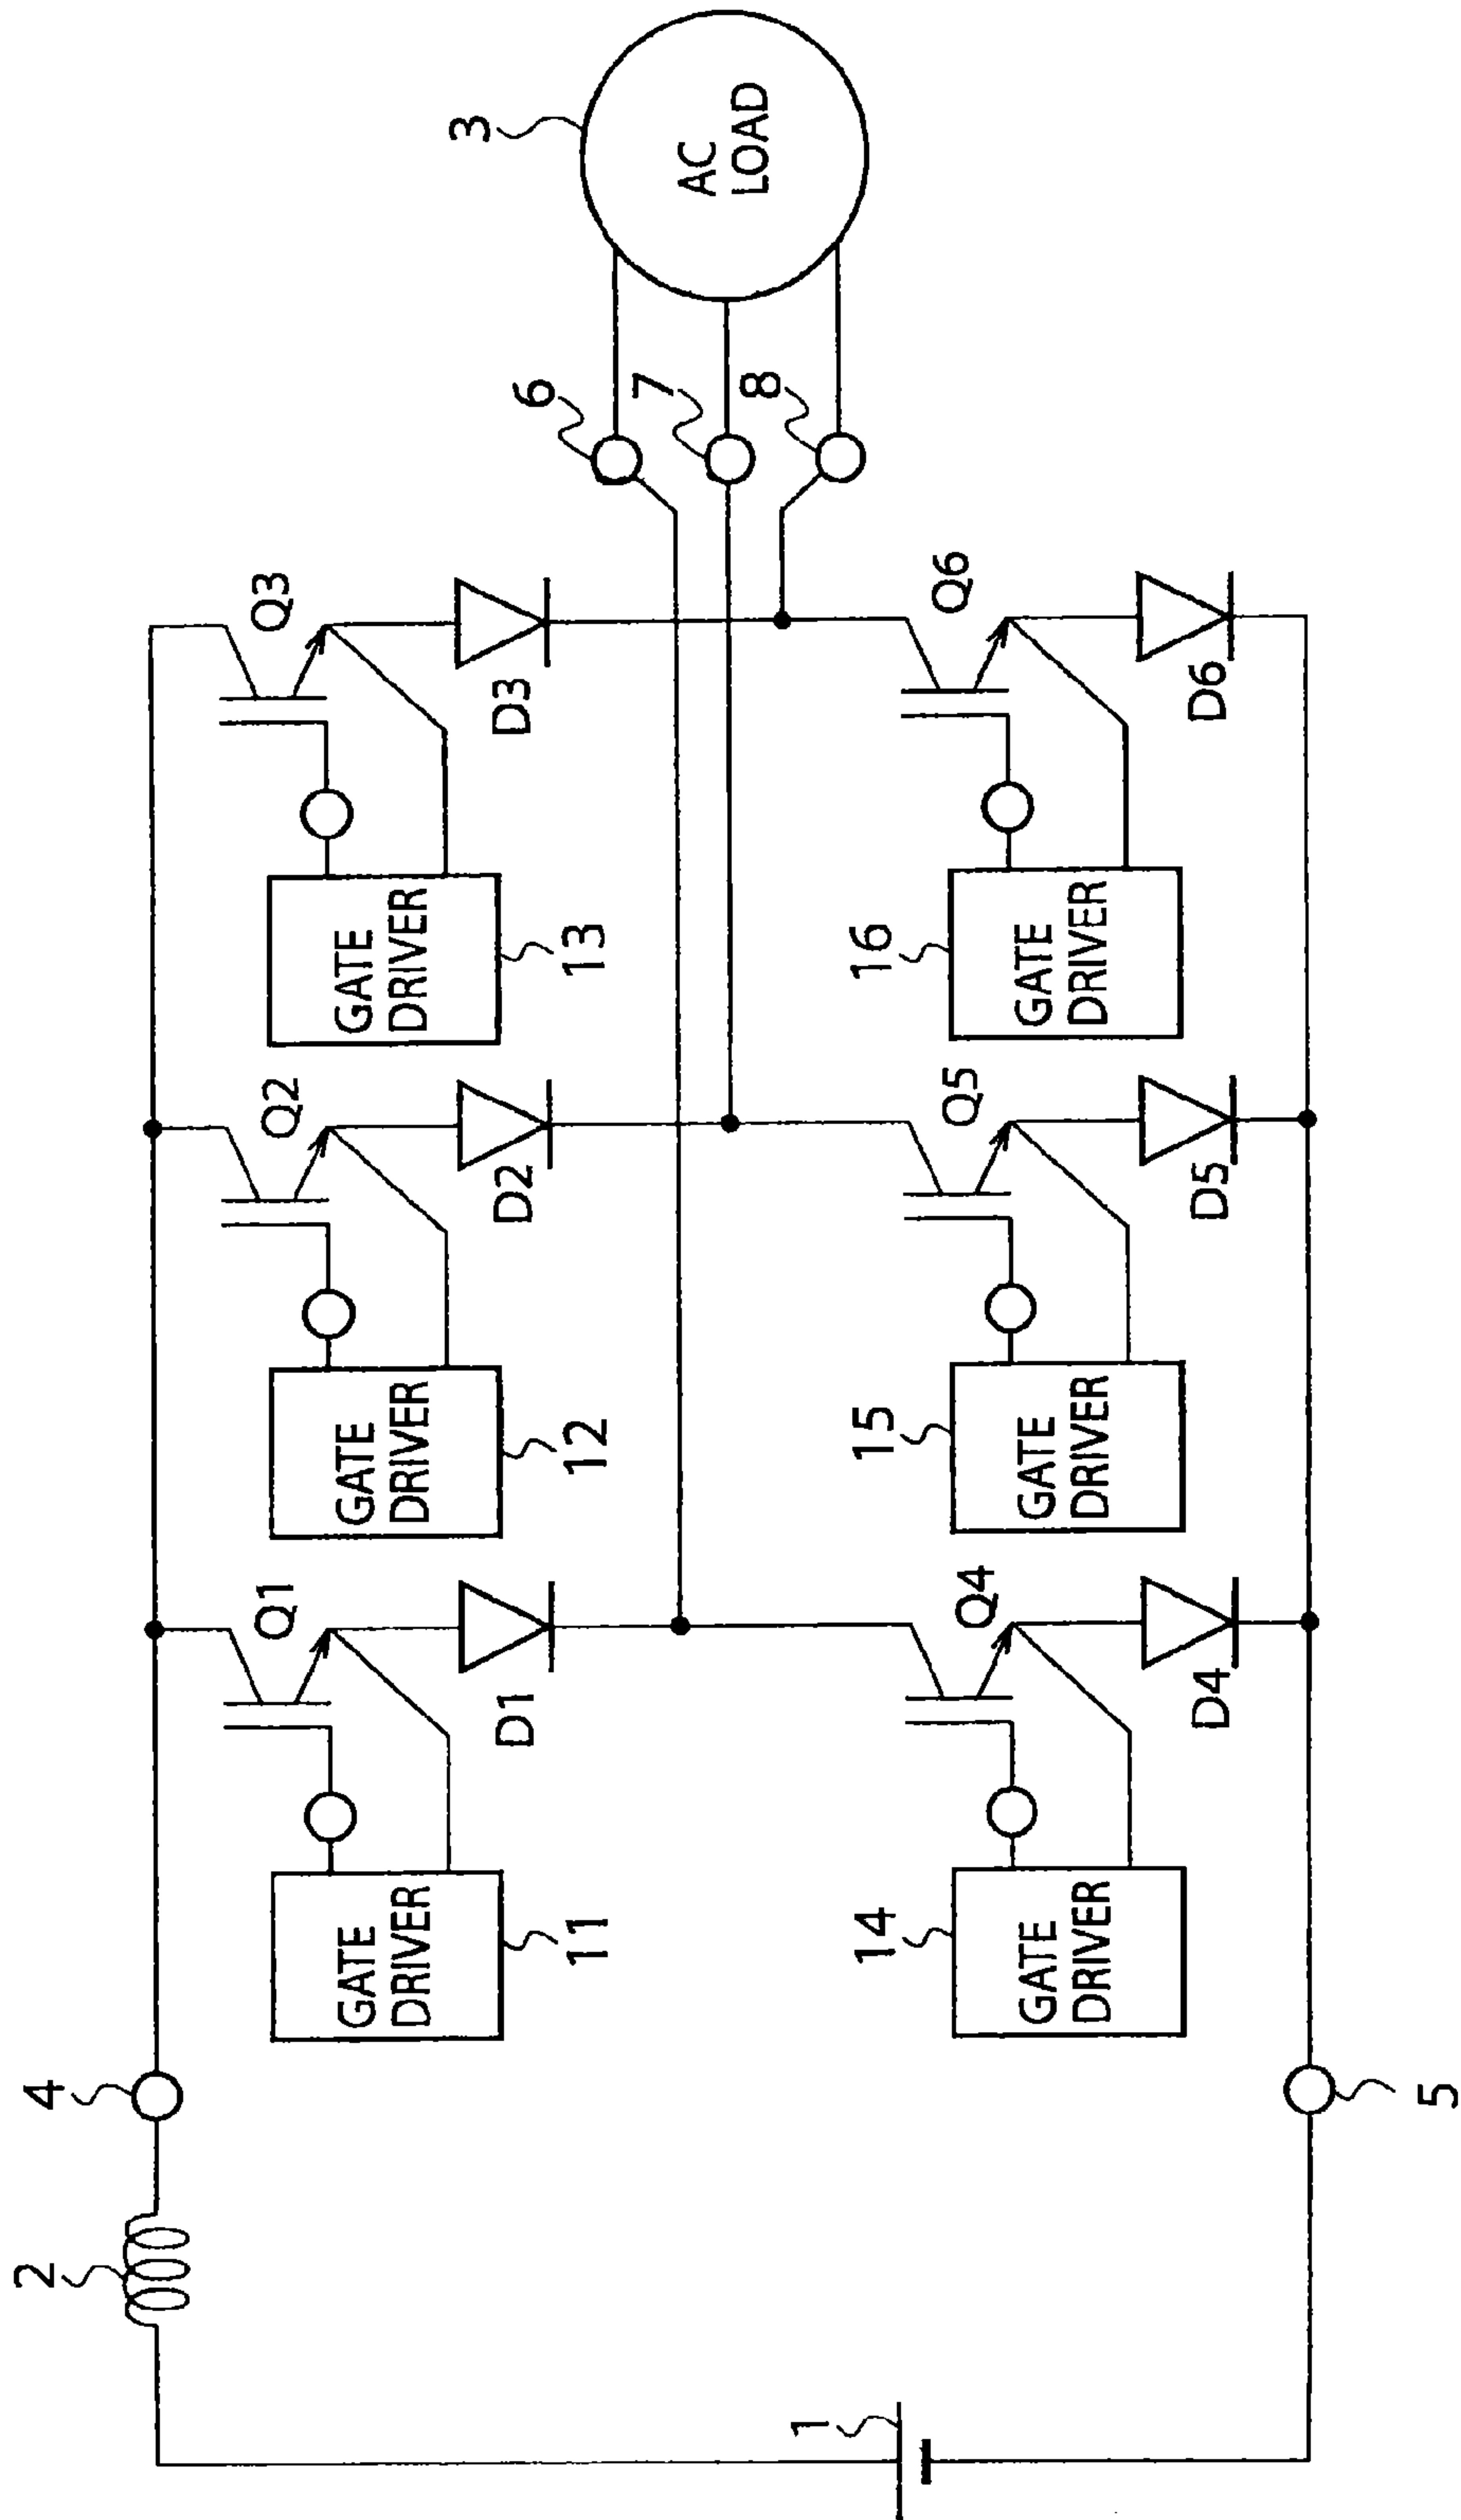 2
4
1
5
GATE
DRIVER
11
Q1
D1
GATE
DRIVER
12
Q2
D2
GATE
DRIVER
13
Q3
D3
GATE
DRIVER
14
Q4
D4
GATE
DRIVER
15
Q5
D5
GATE
DRIVER
16
Q6
D6
6
7
8
3
AC
LOAD